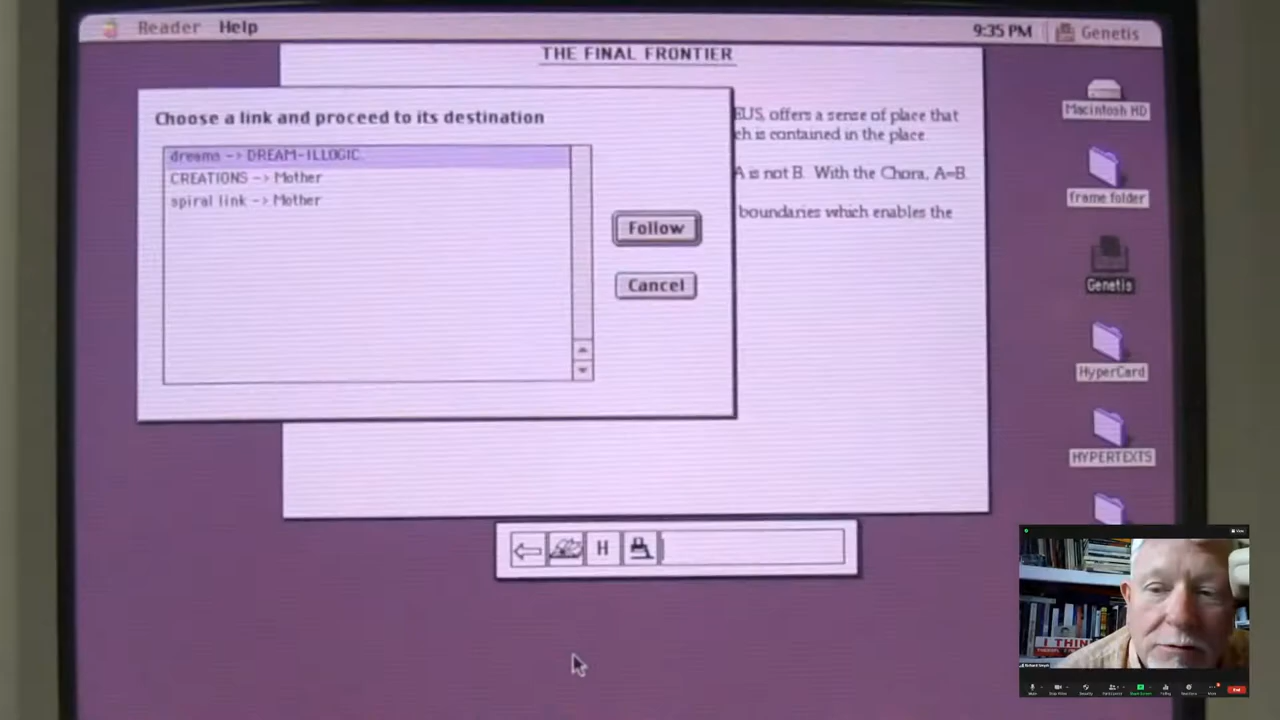 Reader Help 9:35 PM Genetis
THE FINAL FRONTIER
Choose a link and proceed to its destination
dreams -> DREAM-ILLOGIC.
CREATIONS -> Mother
spiral link -> Mother
Follow
Cancel
EUS, offers a sense of place that
ch is contained in the place.
A is not B. With the Chora, A=B.
boundaries which enables the
Macintosh HD
frame folder
Genetis
HyperCard
HYPERTEXTS
H
I THIN